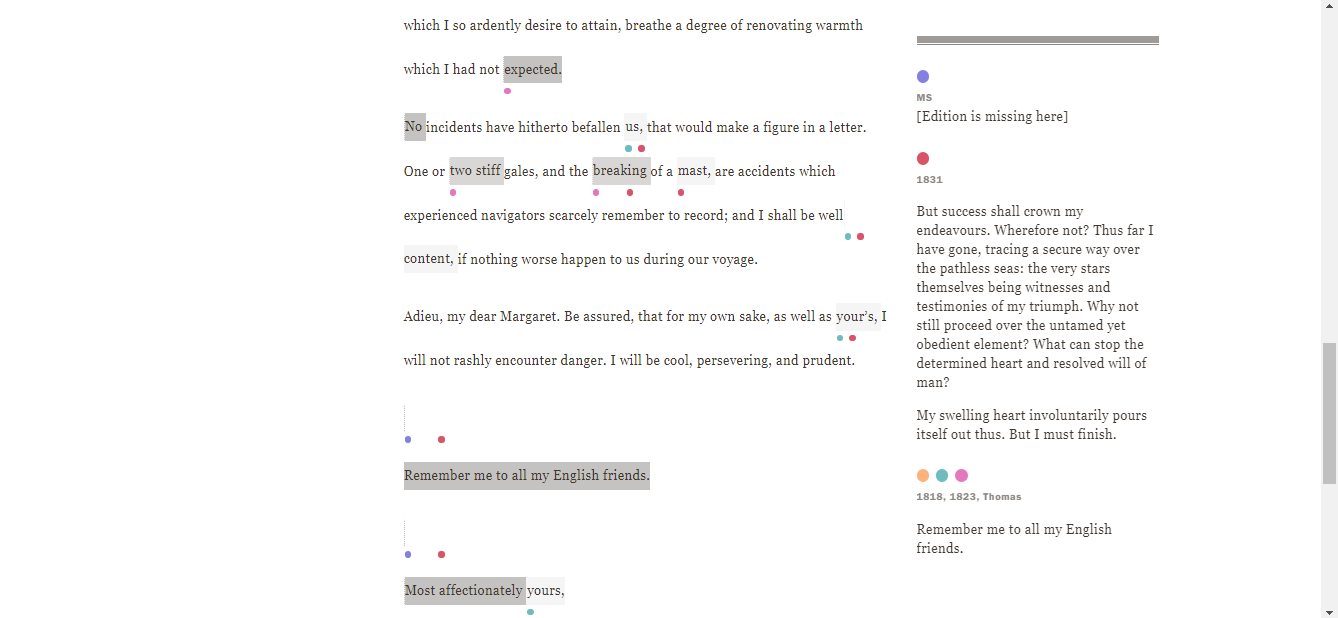 which I so ardently desire to attain, breathe a degree of renovating warmth
which I had not expected.
No incidents have hitherto befallen us, that would make a figure in a letter.
One or two stiff gales, and the breaking of a mast, are accidents which
experienced navigators scarcely remember to record; and I shall be well
content, if nothing worse happen to us during our voyage.
Adieu, my dear Margaret. Be assured, that for my own sake, as well as your’s, I
will not rashly encounter danger. I will be cool, persevering, and prudent.
Remember me to all my English friends.
Most affectionately yours,
MS
[Edition is missing here]
1831
But success shall crown my
endeavours. Wherefore not? Thus far I
have gone, tracing a secure way over
the pathless seas: the very stars
themselves being witnesses and
testimonies of my triumph. Why not
still proceed over the untamed yet
obedient element? What can stop the
determined heart and resolved will of
man?
My swelling heart involuntarily pours
itself out thus. But I must finish.
1818, 1823, Thomas
Remember me to all my English
friends.